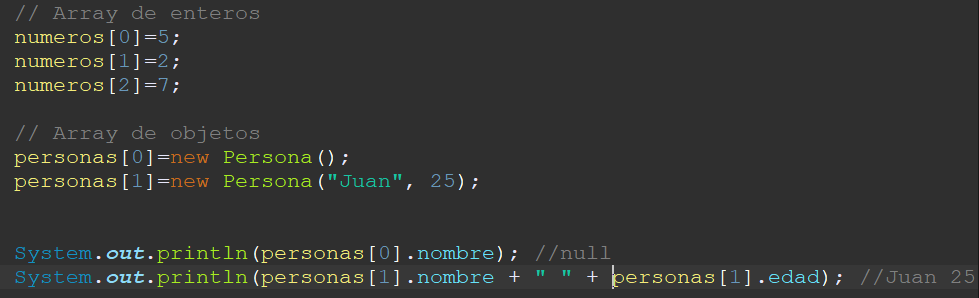 // Array de enteros
numeros[0]=5;
numeros[1]=2;
numeros[2]=7;
// Array de objetos
personas[0]=new Persona();
personas[1]=new Persona("Juan", 25);
System.out.println(personas[0].nombre); //null
System.out.println(personas[1].nombre + " " + personas[1].edad); //Juan 25